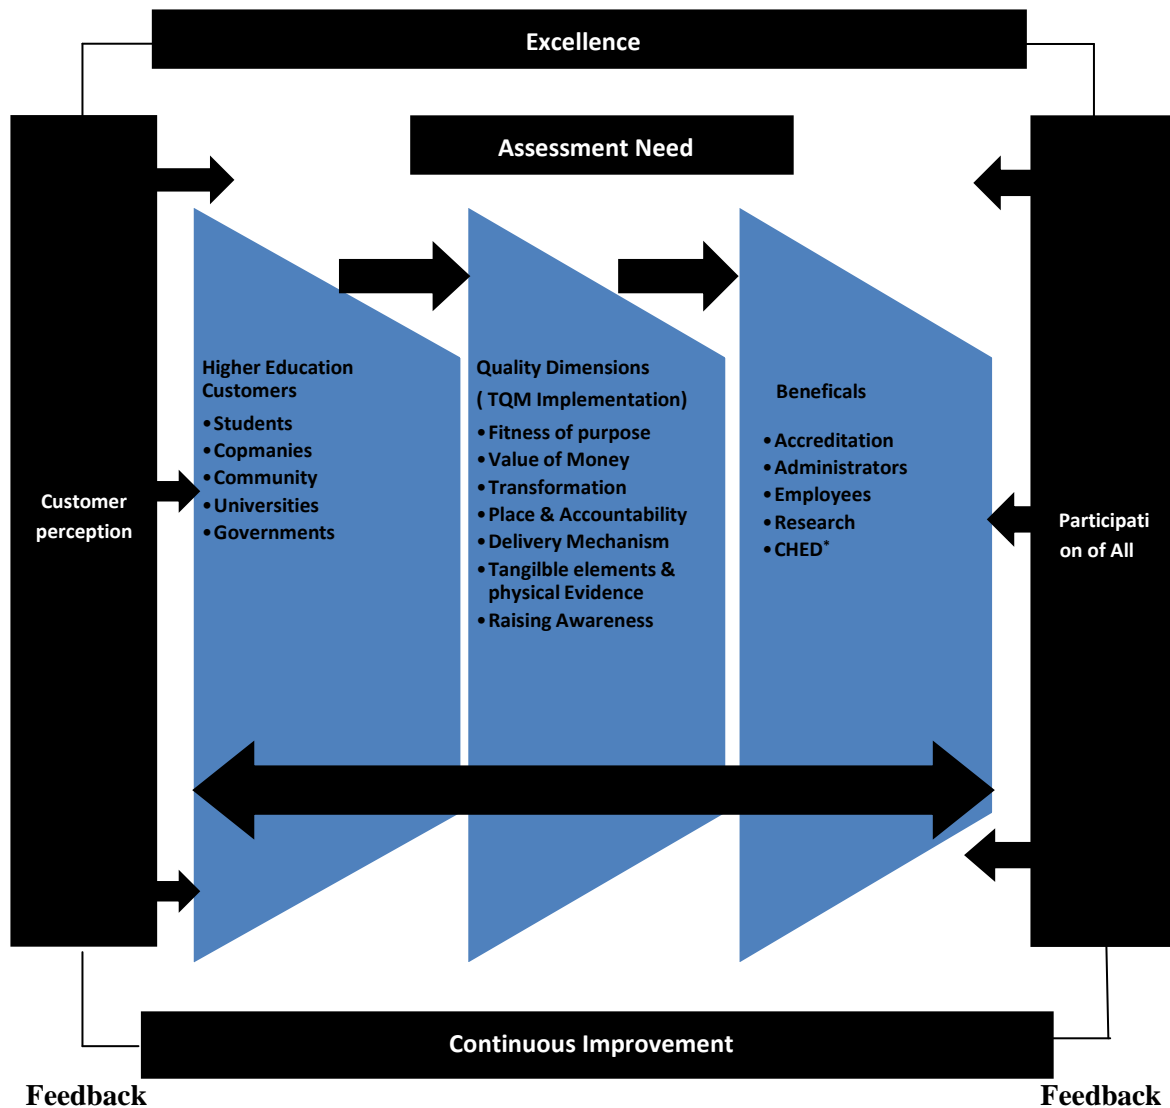 Excellence
Assessment Need
Customer
perception
Higher Education
Customers
•Students
•Copmanies
•Community
•Universities
•Governments
Quality Dimensions
( TQM Implementation)
•Fitness of purpose
•Value of Money
•Transformation
•Place & Accountability
•Delivery Mechanism
•Tangilble elements &
physical Evidence
•Raising Awareness
Beneficals
•Accreditation
•Administrators
•Employees
•Research
•CHED*
Participati
on of All
Continuous Improvement
Feedback
Feedback